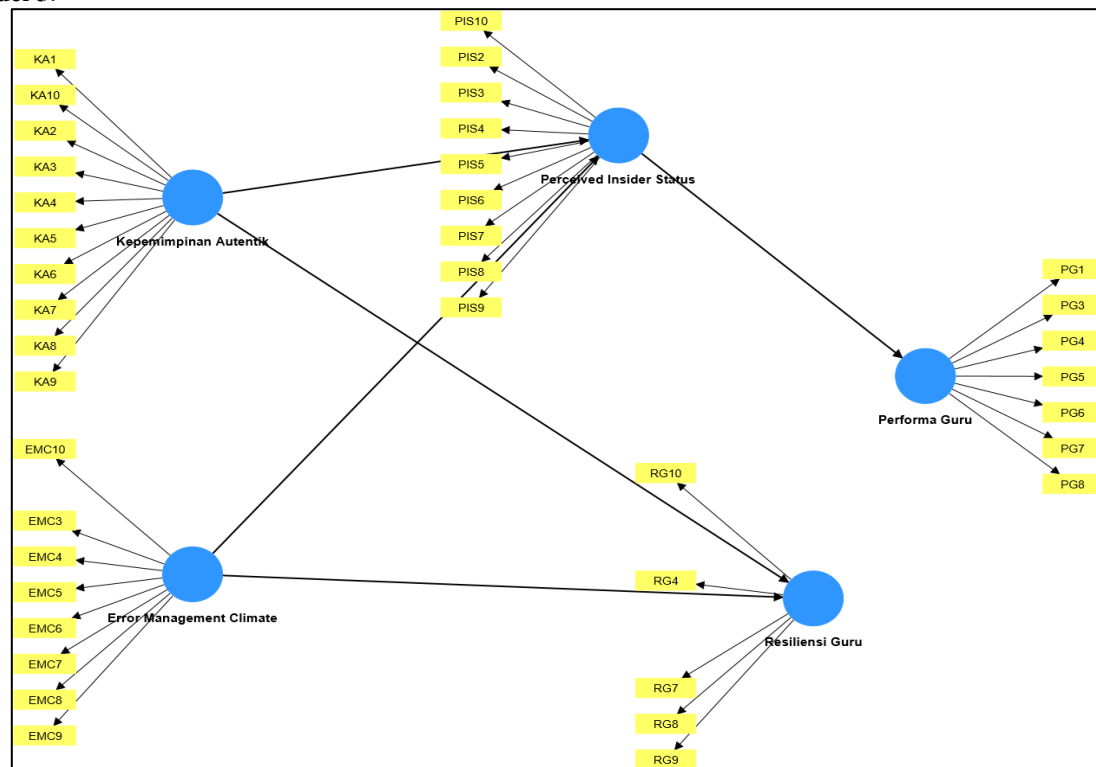 KA1
KA10
KA2
KA3
KA4
KA5
KA6
KA7
KA8
KA9
Kepemimpinan Autentik
EMC10
EMC3
EMC4
EMC5
EMC6
EMC7
EMC8
EMC9
Error Management Climate
PIS10
PIS2
PIS3
PIS4
PIS5
PIS6
PIS7
PIS8
PIS9
Perceived Insider Status
RG10
RG4
RG7
RG8
RG9
Resiliensi Guru
Performa Guru
PG1
PG3
PG4
PG5
PG6
PG7
PG8